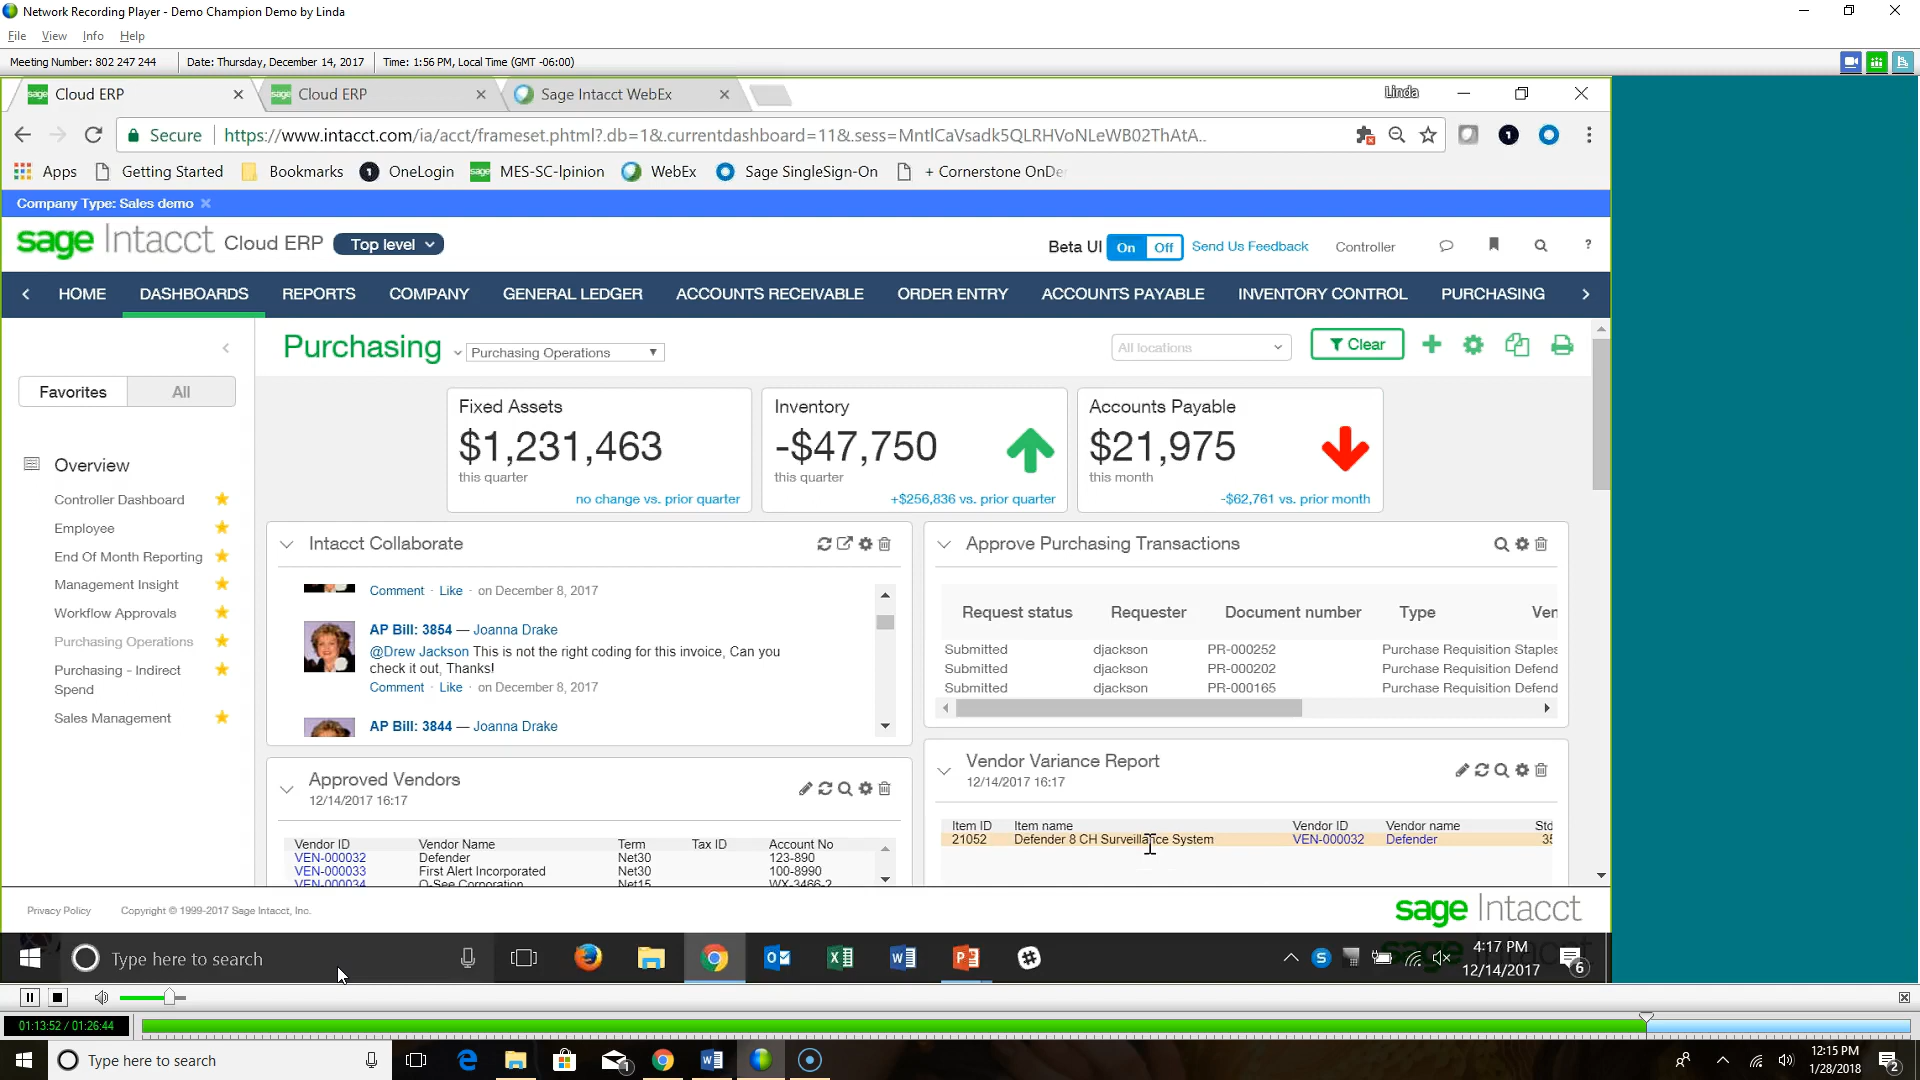 Network Recording Player - Demo Champion Demo by Linda
File View Info Help
Meeting Number: 802 247 244 Date: Thursday, December 14, 2017 Time: 1:56 PM, Local Time (GMT -06:00)
sage Cloud ERP sage Cloud ERP Sage Intacct WebEx Linda
Secure https://www.intacct.com/ia/acct/frameset.phtml?.db=1&.currentdashboard=11&.sess=MntlCaVsadk5QLRHVoNLeWB02ThAtA..
Apps Getting Started Bookmarks 1 OneLogin sage MES-SC-Ipinion WebEx Sage SingleSign-On + Cornerstone OnDe
Company Type: Sales demo
sage Intacct Cloud ERP Top level Beta UI On Off Send Us Feedback Controller ?
HOME DASHBOARDS REPORTS COMPANY GENERAL LEDGER ACCOUNTS RECEIVABLE ORDER ENTRY ACCOUNTS PAYABLE INVENTORY CONTROL PURCHASING
Purchasing Purchasing Operations All locations Clear
Favorites All
Overview
Controller Dashboard
Employee
End Of Month Reporting
Management Insight
Workflow Approvals
Purchasing Operations
Purchasing - Indirect
Spend
Sales Management
Fixed Assets
$1,231,463
this quarter
no change vs. prior quarter
Inventory
-$47,750
this quarter
+$256,836 vs. prior quarter
Accounts Payable
$21,975
this month
-$62,761 vs. prior month
Intacct Collaborate
Comment · Like · on December 8, 2017
AP Bill: 3854 — Joanna Drake
@Drew Jackson This is not the right coding for this invoice, Can you
check it out, Thanks!
Comment · Like · on December 8, 2017
AP Bill: 3844 — Joanna Drake
Approve Purchasing Transactions
Request status Requester Document number Type Ven
Submitted djackson PR-000252 Purchase Requisition Staples
Submitted djackson PR-000202 Purchase Requisition Defend
Submitted djackson PR-000165 Purchase Requisition Defend
Approved Vendors
12/14/2017 16:17
Vendor ID Vendor Name Term Tax ID Account No
VEN-000032 Defender Net30 123-890
VEN-000033 First Alert Incorporated Net30 100-8990
VEN-000034 Q-See Corporation Net15 WX-3466-2
Vendor Variance Report
12/14/2017 16:17
Item ID Item name Vendor ID Vendor name Std
21052 Defender 8 CH Surveillance System VEN-000032 Defender 35
Privacy Policy Copyright © 1999-2017 Sage Intacct, Inc. sage Intacct
Type here to search 4:17 PM
12/14/2017 6
01:13:52 / 01:26:44
Type here to search 1 12:15 PM
1/28/2018 2